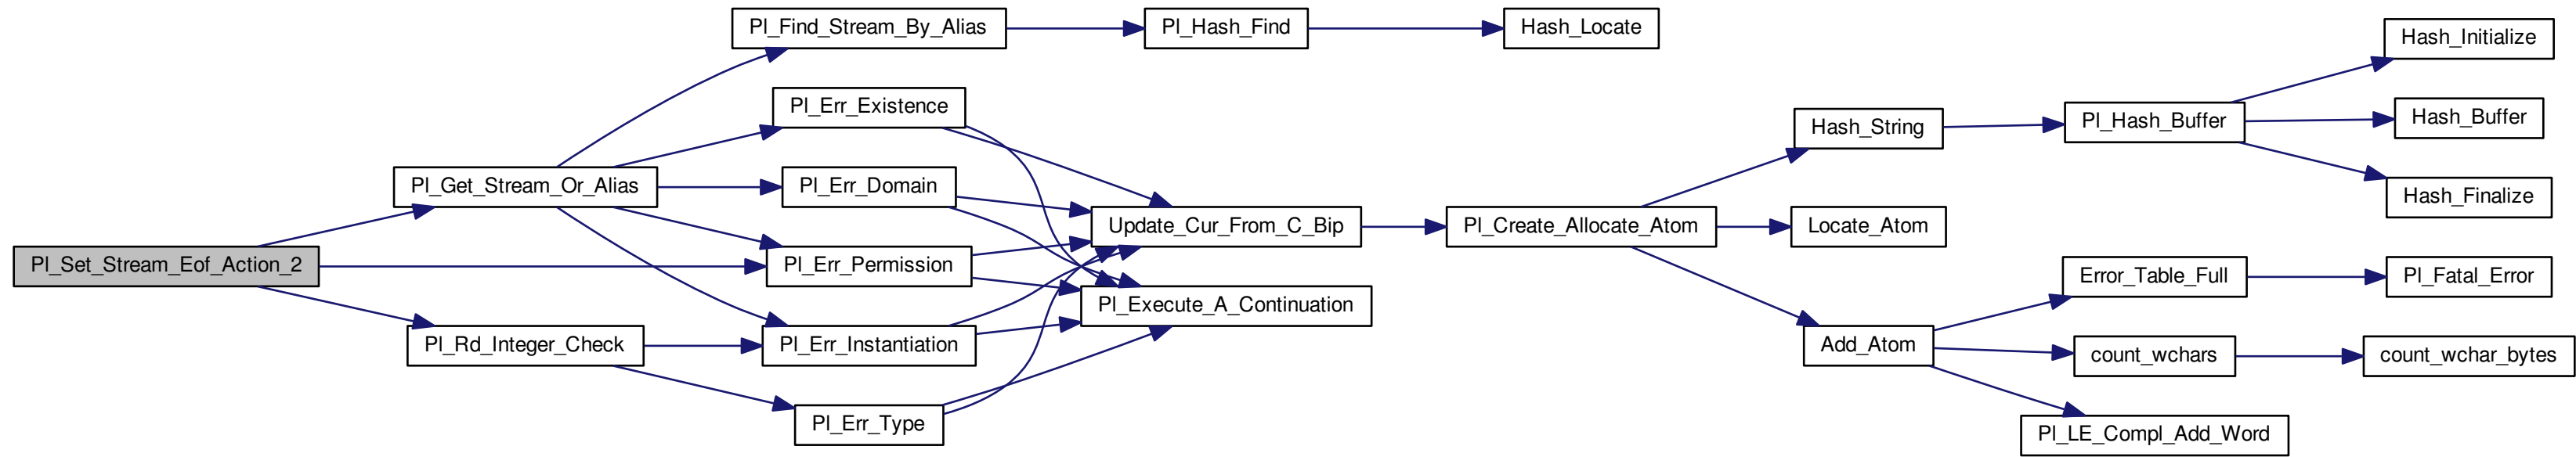 Pl_Set_Stream_Eof_Action_2
Pl_Get_Stream_Or_Alias
Pl_Rd_Integer_Check
Pl_Find_Stream_By_Alias
Pl_Err_Existence
Pl_Err_Domain
Pl_Err_Permission
Pl_Err_Instantiation
Pl_Err_Type
Pl_Hash_Find
Update_Cur_From_C_Bip
Pl_Execute_A_Continuation
Hash_Locate
Pl_Create_Allocate_Atom
Hash_String
Locate_Atom
Add_Atom
Pl_Hash_Buffer
Error_Table_Full
count_wchars
Pl_LE_Compl_Add_Word
Hash_Initialize
Hash_Buffer
Hash_Finalize
Pl_Fatal_Error
count_wchar_bytes